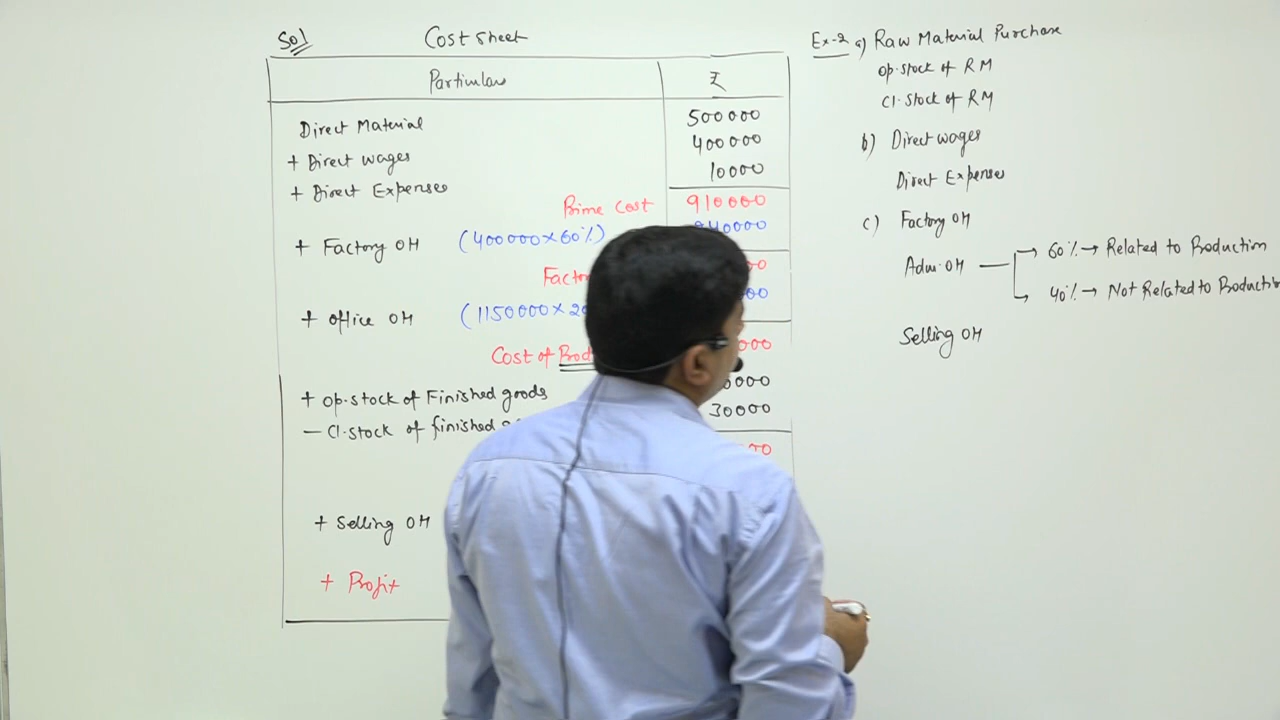 Sol Cost Sheet
Particulars ₹
Direct Material 500000
+ Direct wages 400000
+ Direct Expenses 10000
Prime Cost 910000
+ Factory OH (400000×60%)
+ office OH
Cost of
+ op.stock of Finished goods
- Cl.stock of finished 30000
+ Selling OH
+ Profit
Ex-2 a) Raw Material Purchase
op.stock of RM
Cl.stock of RM
b) Direct wages
Direct Expenses
c) Factory OH
Adm.OH → 60% → Related to Production
→ 40% → Not Related to
Selling OH